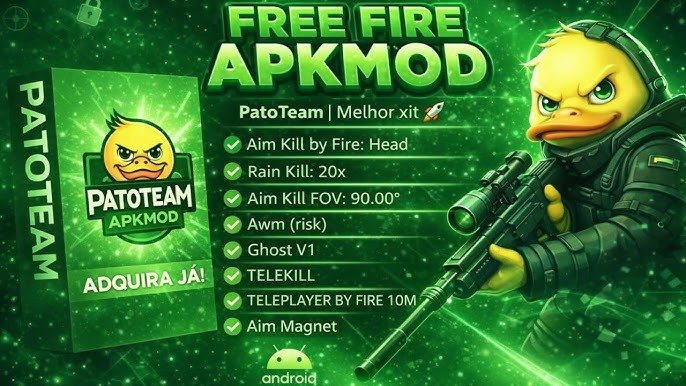 FREE FIRE
APKMOD
PATOTEAM
PATOTEAM
APKMOD
ADQUIRA JÁ!
PatoTeam | Melhor xit 🚀
Aim Kill by Fire: Head
Rain Kill: 20x
Aim Kill FOV: 90.00°
Awm (risk)
Ghost V1
TELEKILL
TELEPLAYER BY FIRE 10M
Aim Magnet
android